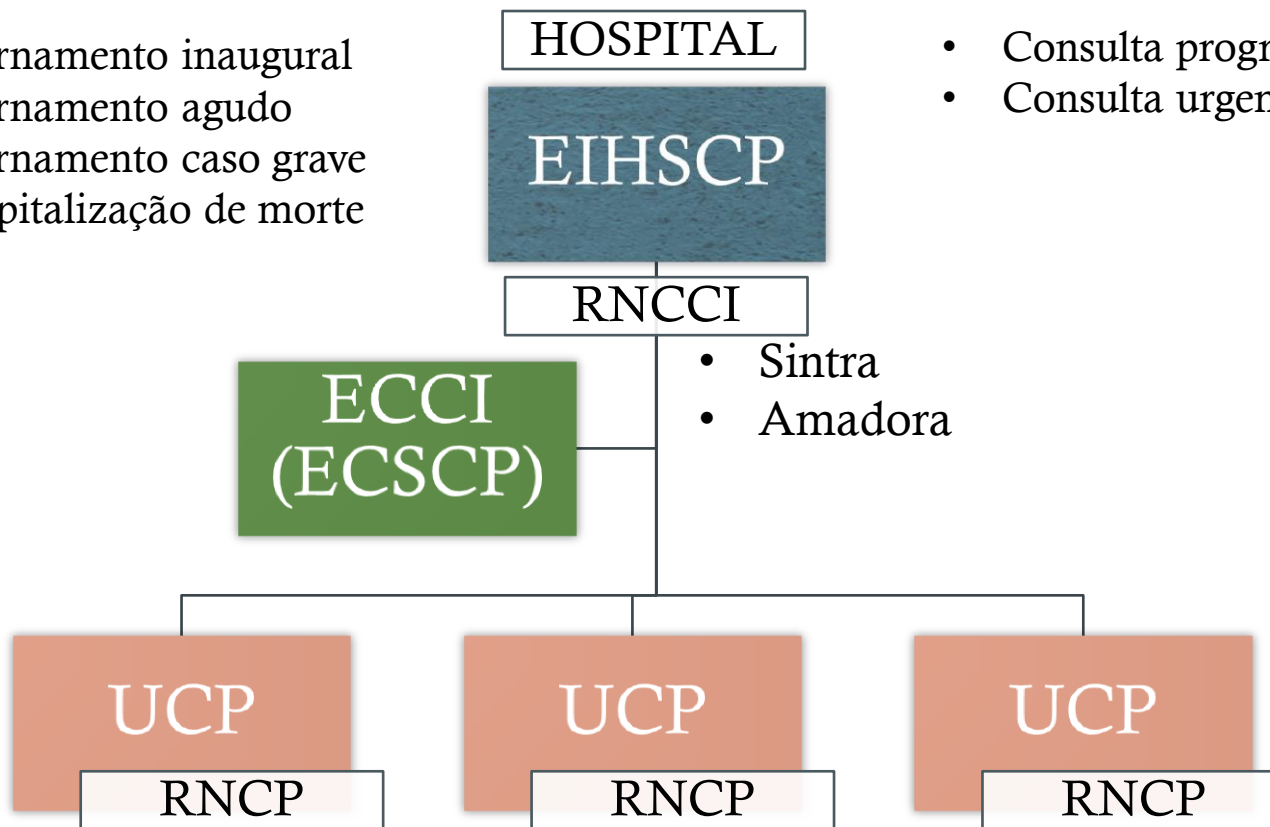 rnamento inaugural
rnamento agudo
rnamento caso grave
pitalização de morte
HOSPITAL
EIHSCP
• Consulta progr
• Consulta urgen
RNCCI
• Sintra
• Amadora
ECCI
(ECSCP)
UCP
RNCP
UCP
RNCP
UCP
RNCP